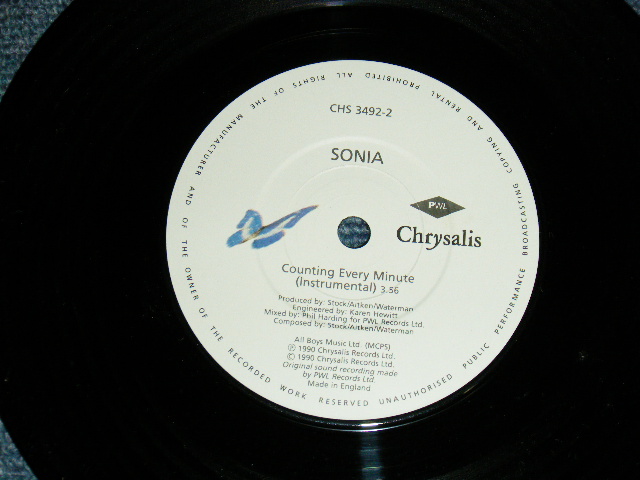 ALL RIGHTS OF THE MANUFACTURER AND OF THE OWNER OF THE RECORDED WORK RESERVED UNAUTHORISED PUBLIC PERFORMANCE BROADCASTING COPYING AND RENTAL PROHIBITED
CHS 3492-2
SONIA
PWL
Chrysalis
Counting Every Minute
(Instrumental) 3.56
Produced by: Stock/Aitken/Waterman
Engineered by: Karen Hewitt
Mixed by: Phil Harding for PWL Records Ltd.
Composed by: Stock/Aitken/Waterman
All Boys Music Ltd. (MCPS)
℗ 1990 Chrysalis Records Ltd.
© 1990 Chrysalis Records Ltd.
Original sound recording made
by PWL Records Ltd.
Made in England